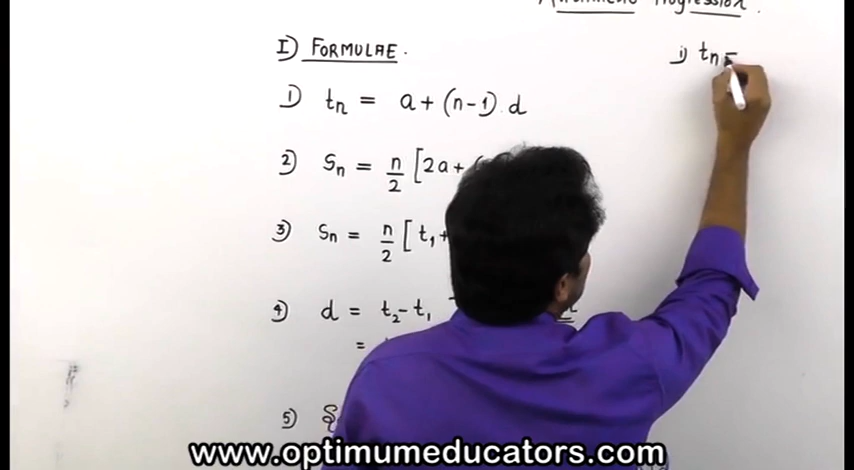 Progression.
I) FORMULAE.
i) tn =
1) tn = a + (n-1).d
2) Sn = n/2 [2a +
3) Sn = n/2 [t1 +
4) d = t2 - t1
=
5)
www.optimumeducators.com